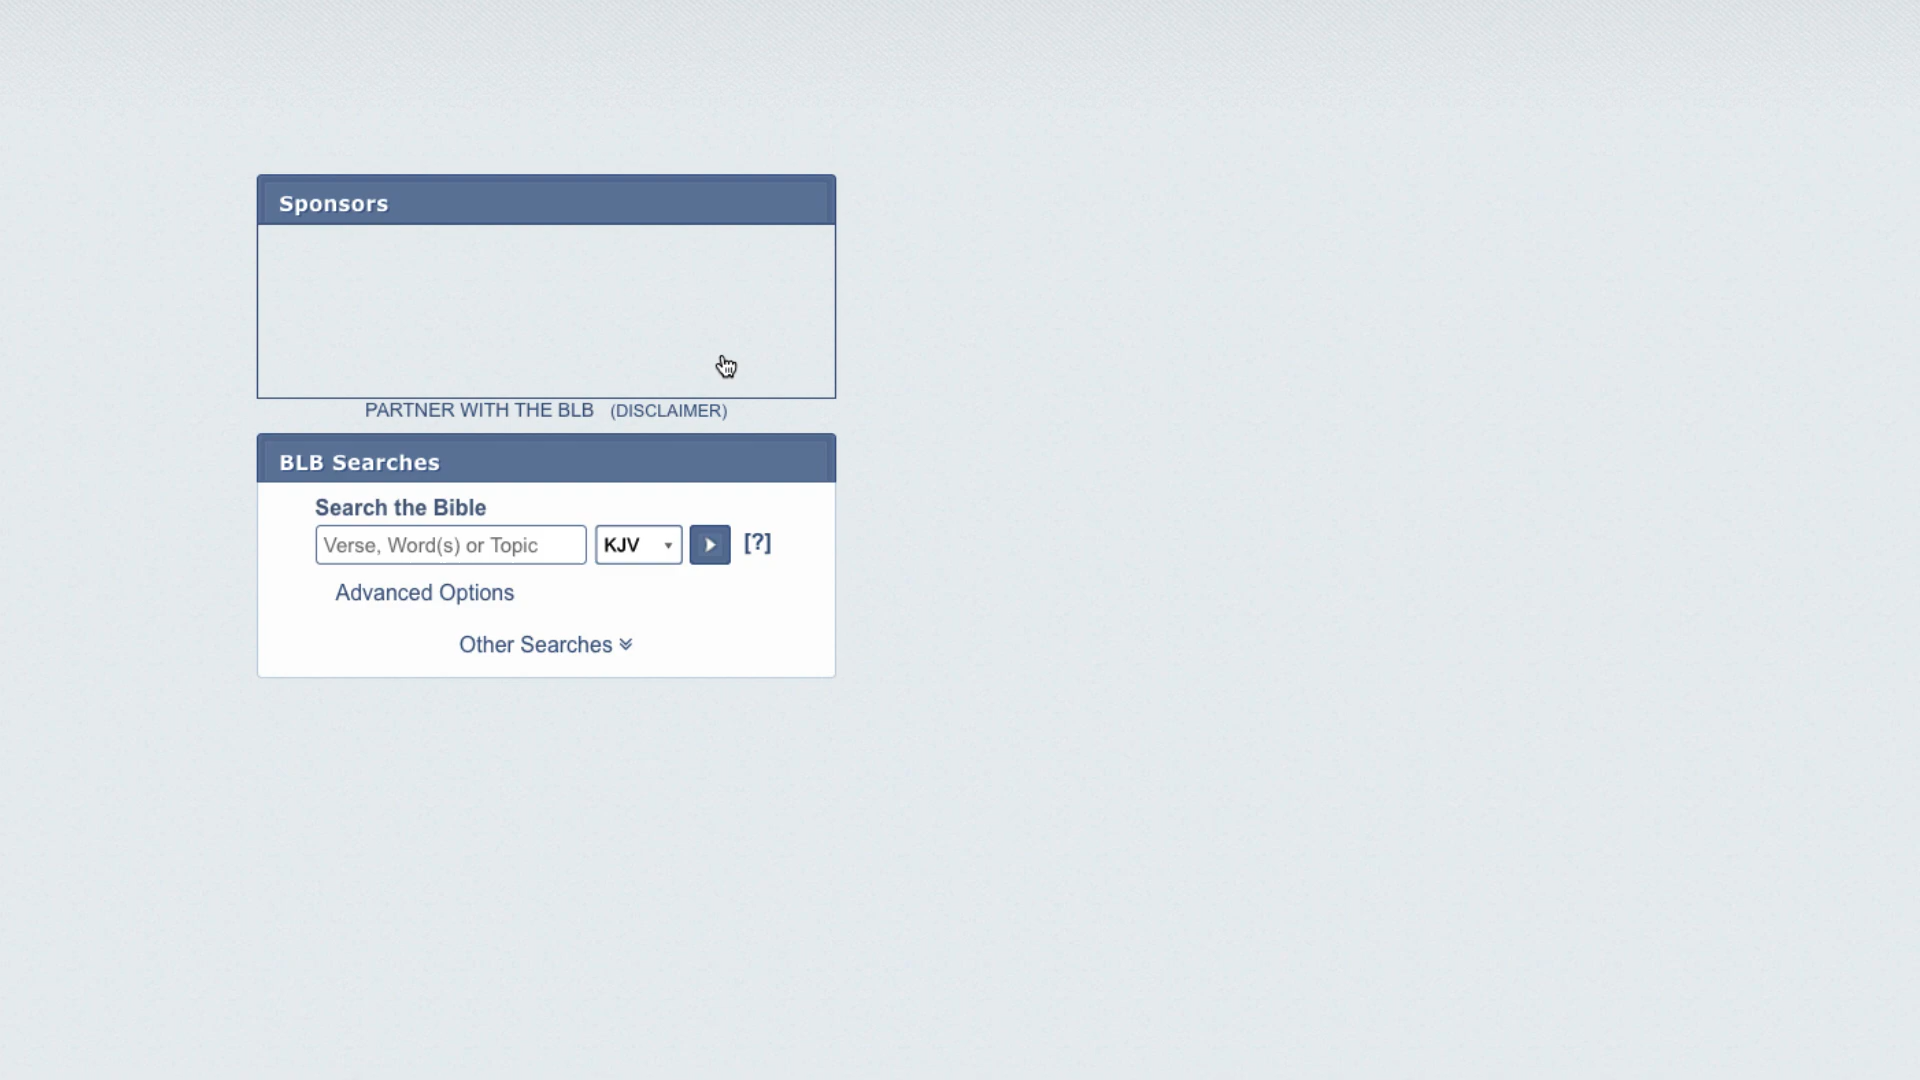 Sponsors
PARTNER WITH THE BLB (DISCLAIMER)
BLB Searches
Search the Bible
Verse, Word(s) or Topic KJV [?]
Advanced Options
Other Searches